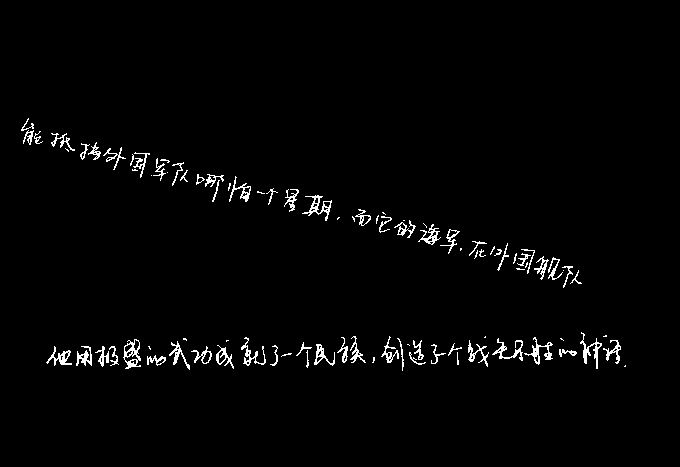 能抵挡外国军队哪怕一个星期，而它的海军，在外国舰队
他用极盛的武功成就了一个民族，创造了个战无不胜的神话。